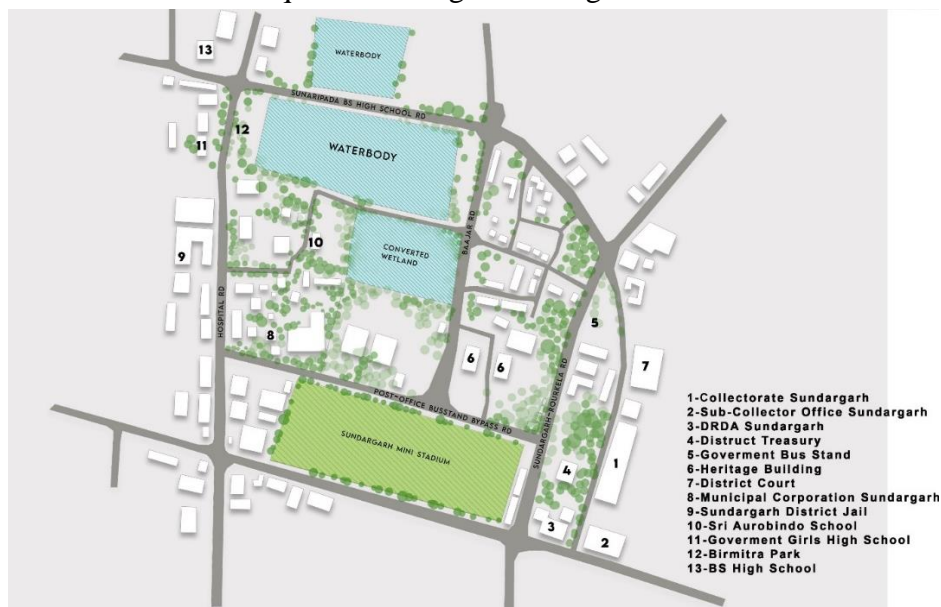 13
WATERBODY
SUNARIPADA BS HIGH SCHOOL RD
12
11
WATERBODY
BAAJAR RD
10
CONVERTED
WETLAND
9
HOSPITAL RD
5
8
6
6
7
POST-OFFICE BUSSTAND BYPASS RD
SUNDARGARH-ROURKELA RD
SUNDARGARH MINI STADIUM
4
1
3
2
1-Collectorate Sundargarh
2-Sub-Collector Office Sundargarh
3-DRDA Sundargarh
4-Distruct Treasury
5-Goverment Bus Stand
6-Heritage Building
7-District Court
8-Municipal Corporation Sundargarh
9-Sundargarh District Jail
10-Sri Aurobindo School
11-Goverment Girls High School
12-Birmitra Park
13-BS High School